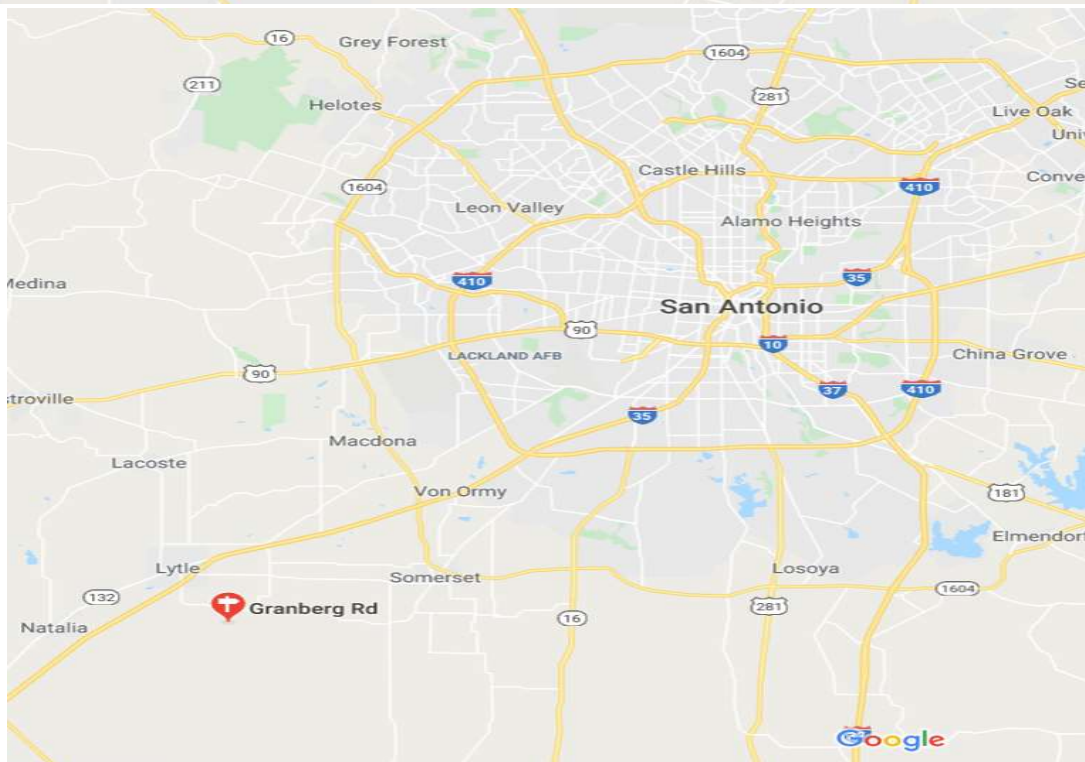 16
Grey Forest
1604
211
281
Helotes
Live Oak
Castle Hills
1604
410
Leon Valley
Alamo Heights
Medina
410
35
San Antonio
90
10
LACKLAND AFB
90
China Grove
410
37
stroville
35
Macdona
Lacoste
Von Ormy
181
Elmendorf
Lytle
Somerset
Losoya
1604
132
Granberg Rd
281
16
Natalia
Google